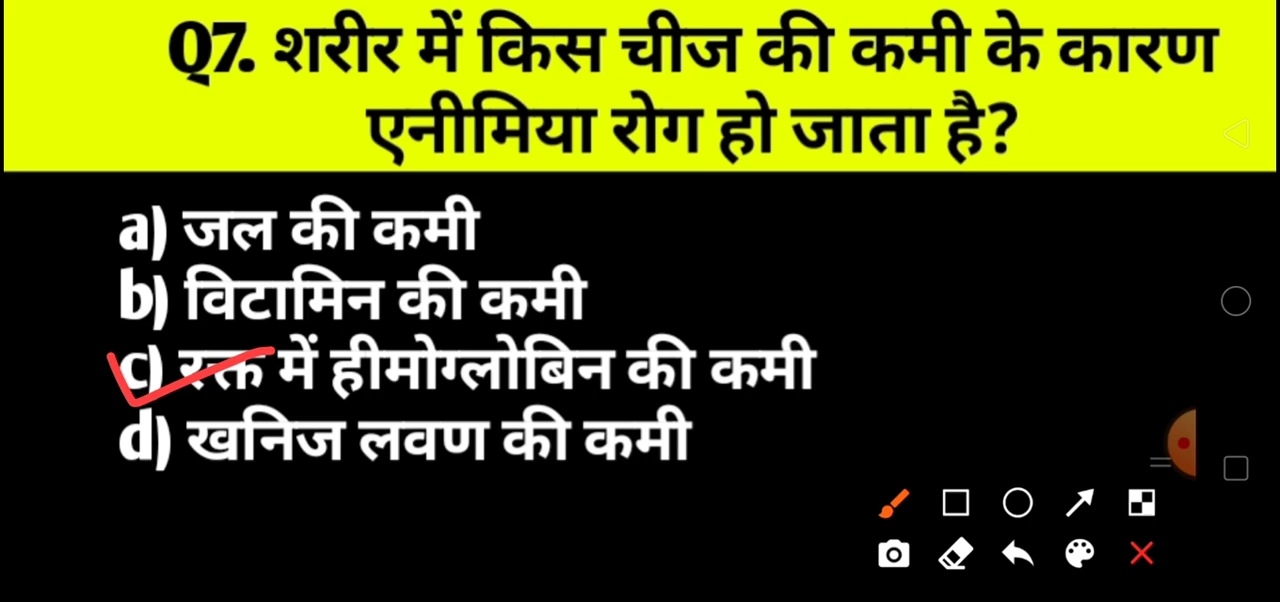 Q7. शरीर में किस चीज की कमी के कारण
एनीमिया रोग हो जाता है?
a) जल की कमी
b) विटामिन की कमी
c) रक्त में हीमोग्लोबिन की कमी
d) खनिज लवण की कमी